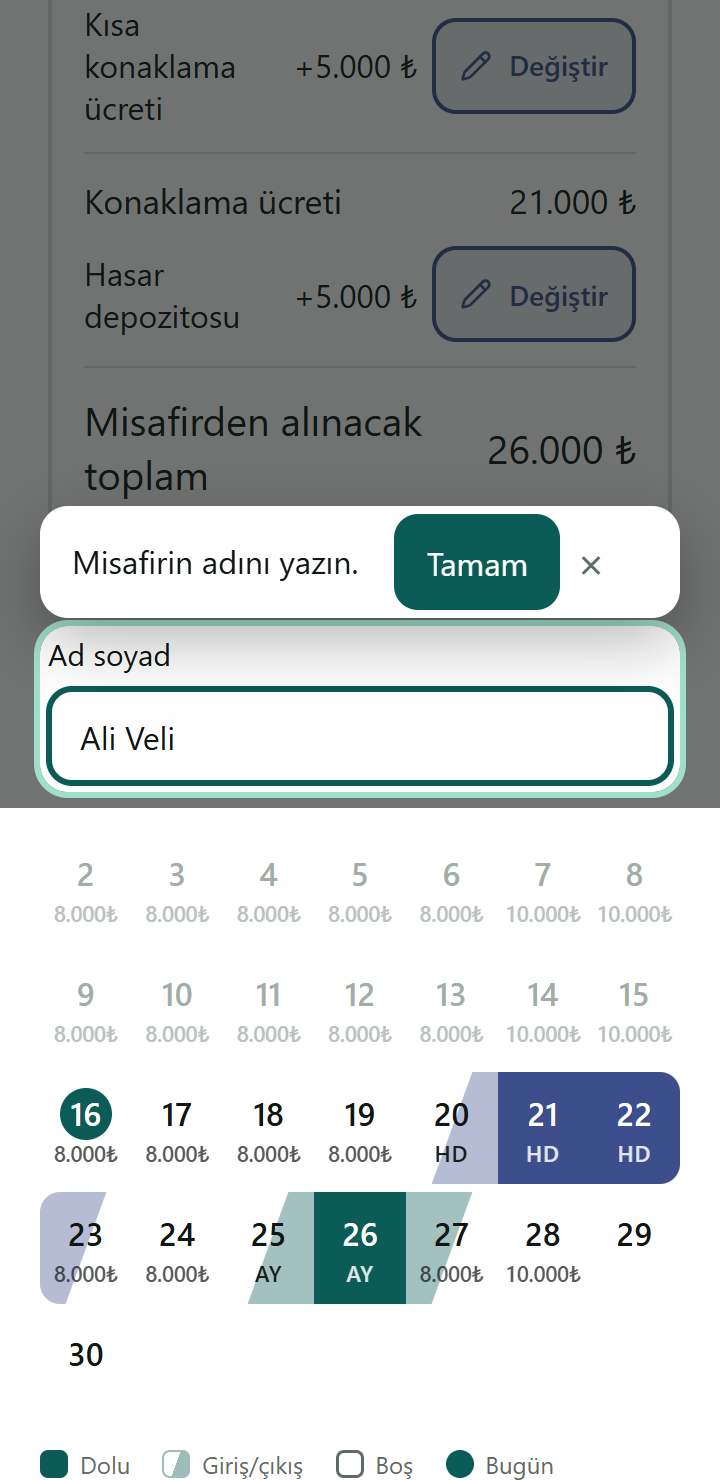 Kısa
konaklama
ücreti
+5.000 ₺
Değiştir
Konaklama ücreti
21.000 ₺
Hasar
depozitosu
+5.000 ₺
Değiştir
Misafirden alınacak
toplam
26.000 ₺
Misafirin adını yazın.
Tamam
×
Ad soyad
Ali Veli
2 3 4 5 6 7 8
8.000₺ 8.000₺ 8.000₺ 8.000₺ 8.000₺ 10.000₺ 10.000₺
9 10 11 12 13 14 15
8.000₺ 8.000₺ 8.000₺ 8.000₺ 8.000₺ 10.000₺ 10.000₺
16 17 18 19 20 21 22
8.000₺ 8.000₺ 8.000₺ 8.000₺ HD HD HD
23 24 25 26 27 28 29
8.000₺ 8.000₺ AY AY 8.000₺ 10.000₺
30
Dolu Giriş/çıkış Boş Bugün